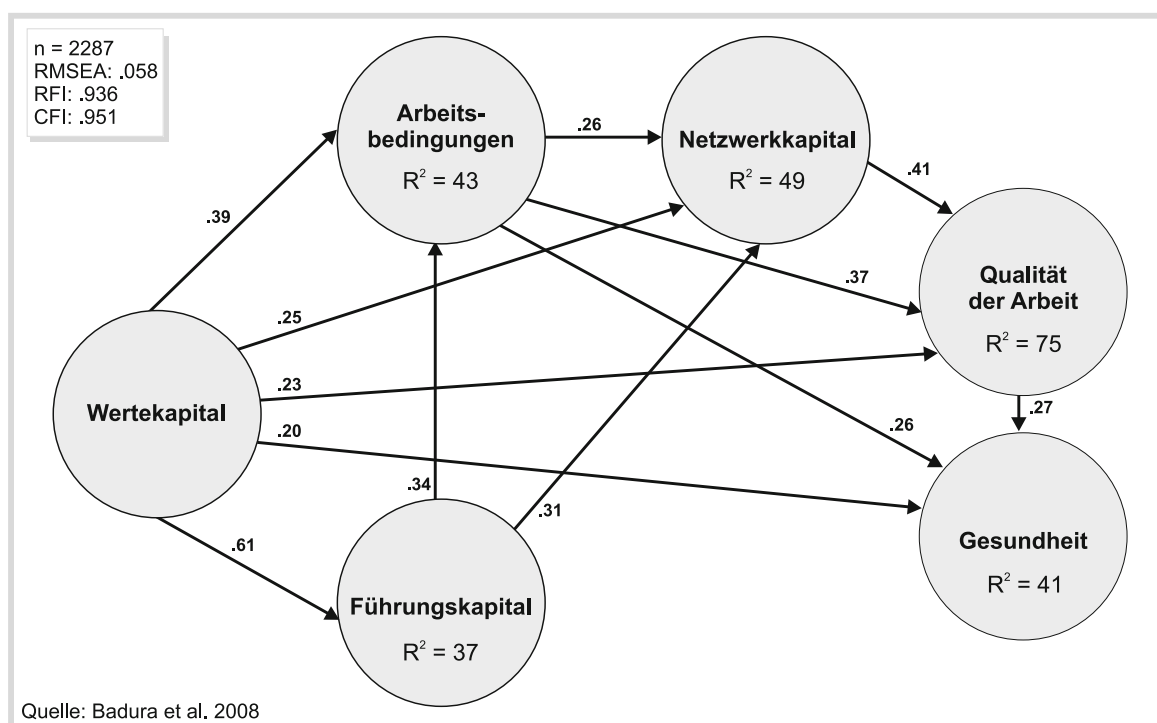 n = 2287
RMSEA: .058
RFI: .936
CFI: .951
Arbeits-
bedingungen
R² = 43
.26
Netzwerkkapital
R² = 49
.41
.39
Qualität
der Arbeit
R² = 75
.37
.25
.23
Wertekapital
.20
.27
.26
.34
.31
.61
Führungskapital
R² = 37
Gesundheit
R² = 41
Quelle: Badura et al. 2008